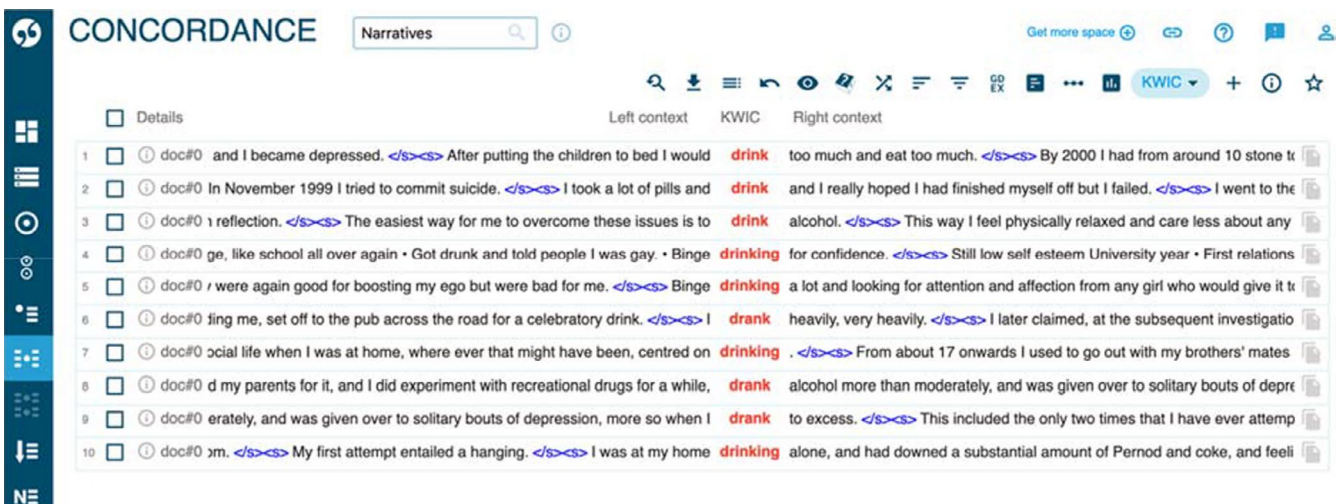 CONCORDANCE Narratives Get more space
GD
EX KWIC
Details Left context KWIC Right context
1 doc#0 and I became depressed. </s><s> After putting the children to bed I would drink too much and eat too much. </s><s> By 2000 I had from around 10 stone to
2 doc#0 In November 1999 I tried to commit suicide. </s><s> I took a lot of pills and drink and I really hoped I had finished myself off but I failed. </s><s> I went to the
3 doc#0 reflection. </s><s> The easiest way for me to overcome these issues is to drink alcohol. </s><s> This way I feel physically relaxed and care less about any
4 doc#0 ge, like school all over again • Got drunk and told people I was gay. • Binge drinking for confidence. </s><s> Still low self esteem University year • First relations
5 doc#0 were again good for boosting my ego but were bad for me. </s><s> Binge drinking a lot and looking for attention and affection from any girl who would give it to
6 doc#0 ding me, set off to the pub across the road for a celebratory drink. </s><s> I drank heavily, very heavily. </s><s> I later claimed, at the subsequent investigatio
7 doc#0 ocial life when I was at home, where ever that might have been, centred on drinking . </s><s> From about 17 onwards I used to go out with my brothers' mates
8 doc#0 d my parents for it, and I did experiment with recreational drugs for a while, drank alcohol more than moderately, and was given over to solitary bouts of depre
9 doc#0 erately, and was given over to solitary bouts of depression, more so when I drank to excess. </s><s> This included the only two times that I have ever attemp
10 doc#0 om. </s><s> My first attempt entailed a hanging. </s><s> I was at my home drinking alone, and had downed a substantial amount of Pernod and coke, and feeli